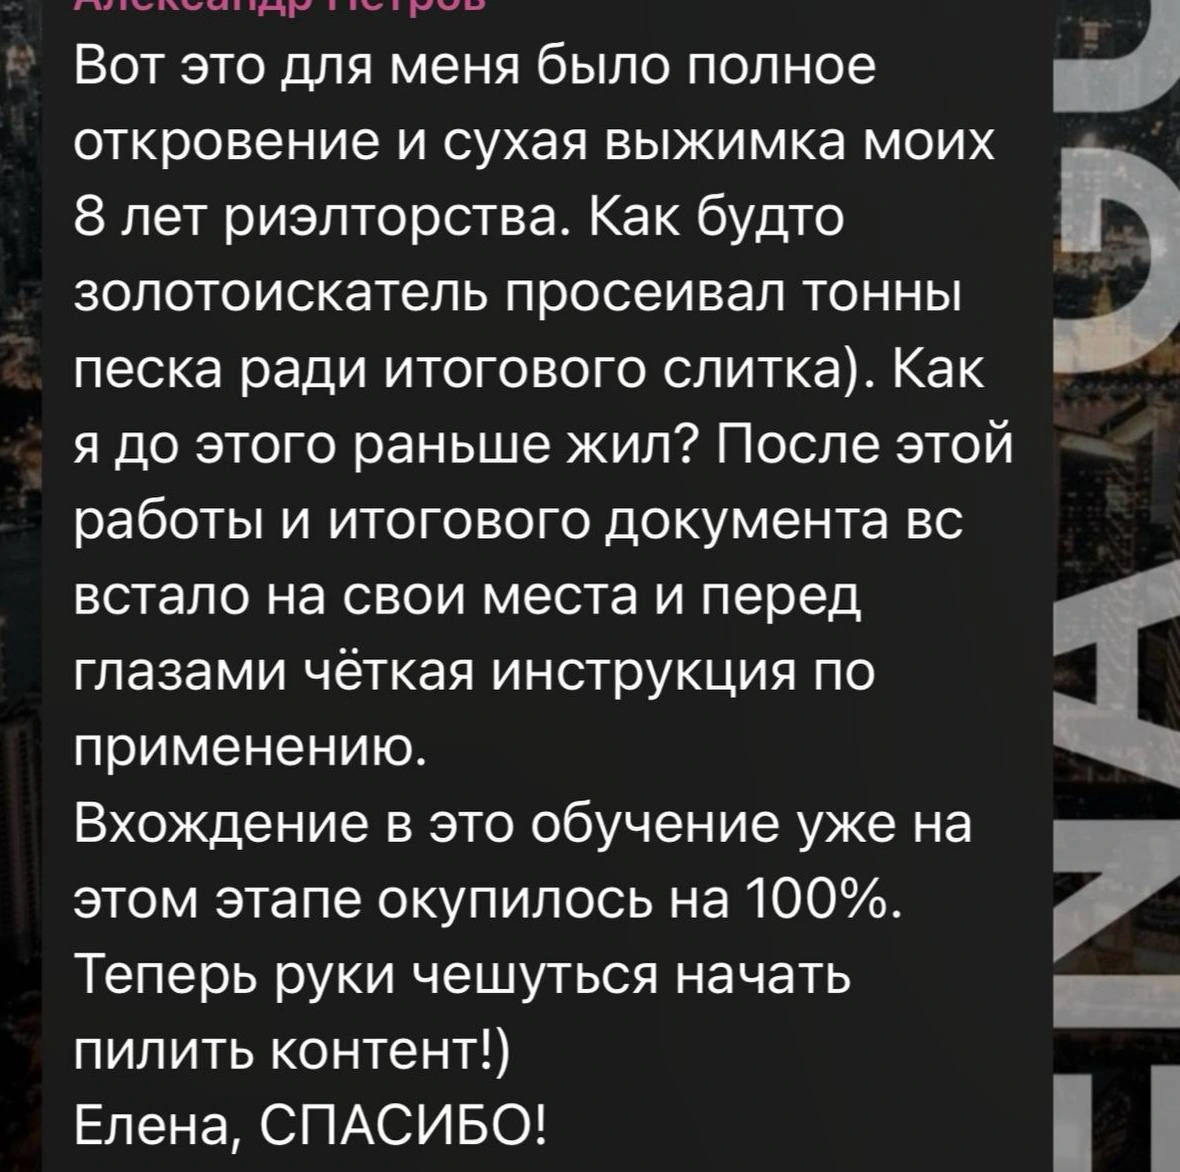 Александр Петров
Вот это для меня было полное
откровение и сухая выжимка моих
8 лет риэлторства. Как будто
золотоискатель просеивал тонны
песка ради итогового слитка). Как
я до этого раньше жил? После этой
работы и итогового документа вс
встало на свои места и перед
глазами чёткая инструкция по
применению.
Вхождение в это обучение уже на
этом этапе окупилось на 100%.
Теперь руки чешуться начать
пилить контент!)
Елена, СПАСИБО!